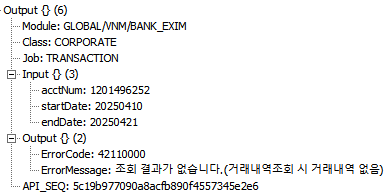 Output {} (6)
Module: GLOBAL/VNM/BANK_EXIM
Class: CORPORATE
Job: TRANSACTION
Input {} (3)
acctNum: 1201496252
startDate: 20250410
endDate: 20250421
Output {} (2)
ErrorCode: 42110000
ErrorMessage: 조회 결과가 없습니다.(거래내역조회 시 거래내역 없음)
API_SEQ: 5c19b977090a8acfb890f4557345e2e6